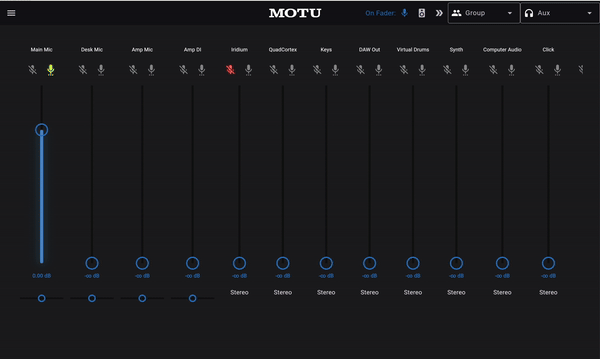 MOTU
On Fader:
Group
Aux
Main Mic
Desk Mic
Amp Mic
Amp DI
Iridium
QuadCortex
Keys
DAW Out
Virtual Drums
Synth
Computer Audio
Click
0.00 dB
-∞ dB
-∞ dB
-∞ dB
-∞ dB
-∞ dB
-∞ dB
-∞ dB
-∞ dB
-∞ dB
-∞ dB
-∞ dB
Stereo
Stereo
Stereo
Stereo
Stereo
Stereo
Stereo
Stereo